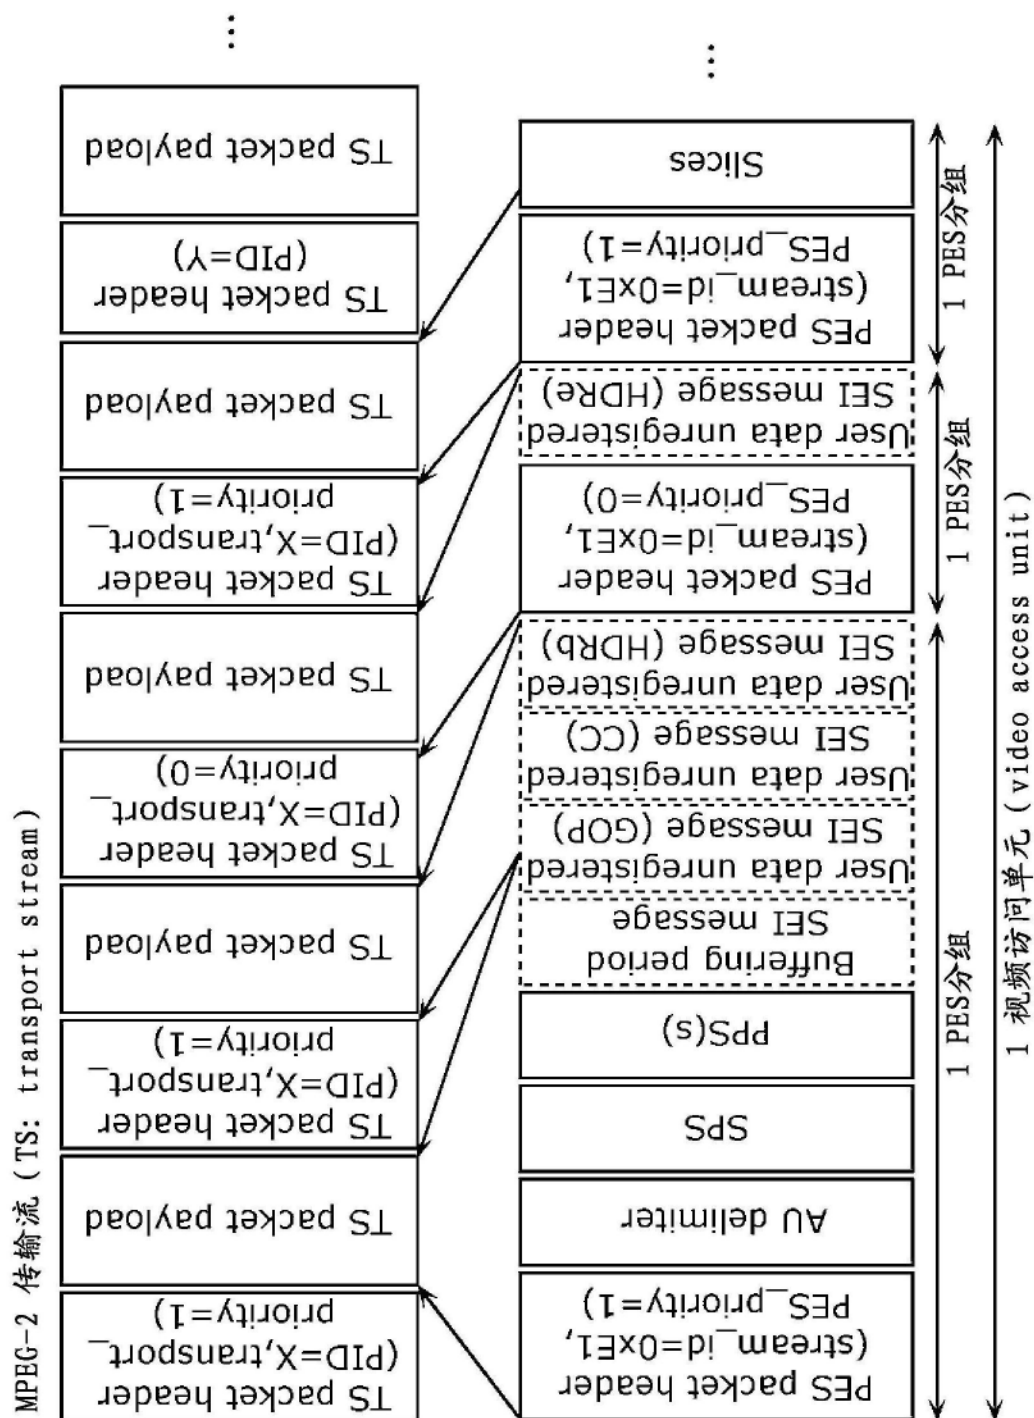 1 视频访问单元(video access unit)
1 PES分组
1 PES分组
1 PES分组
PES packet header
(stream_id=0xE1,
PES_priority=1)
AU delimiter
SPS
PPS(s)
Buffering period
SEI message
User data unregistered
SEI message (GOP)
User data unregistered
SEI message (CC)
User data unregistered
SEI message (HDRb)
PES packet header
(stream_id=0xE1,
PES_priority=0)
User data unregistered
SEI message (HDRe)
PES packet header
(stream_id=0xE1,
PES_priority=1)
Slices
...
MPEG-2 传输流(TS: transport stream)
TS packet header
(PID=X,transport_
priority=1)
TS packet payload
TS packet header
(PID=X,transport_
priority=1)
TS packet payload
TS packet header
(PID=X,transport_
priority=0)
TS packet payload
TS packet header
(PID=X,transport_
priority=1)
TS packet payload
TS packet header
(PID=Y)
TS packet payload
...